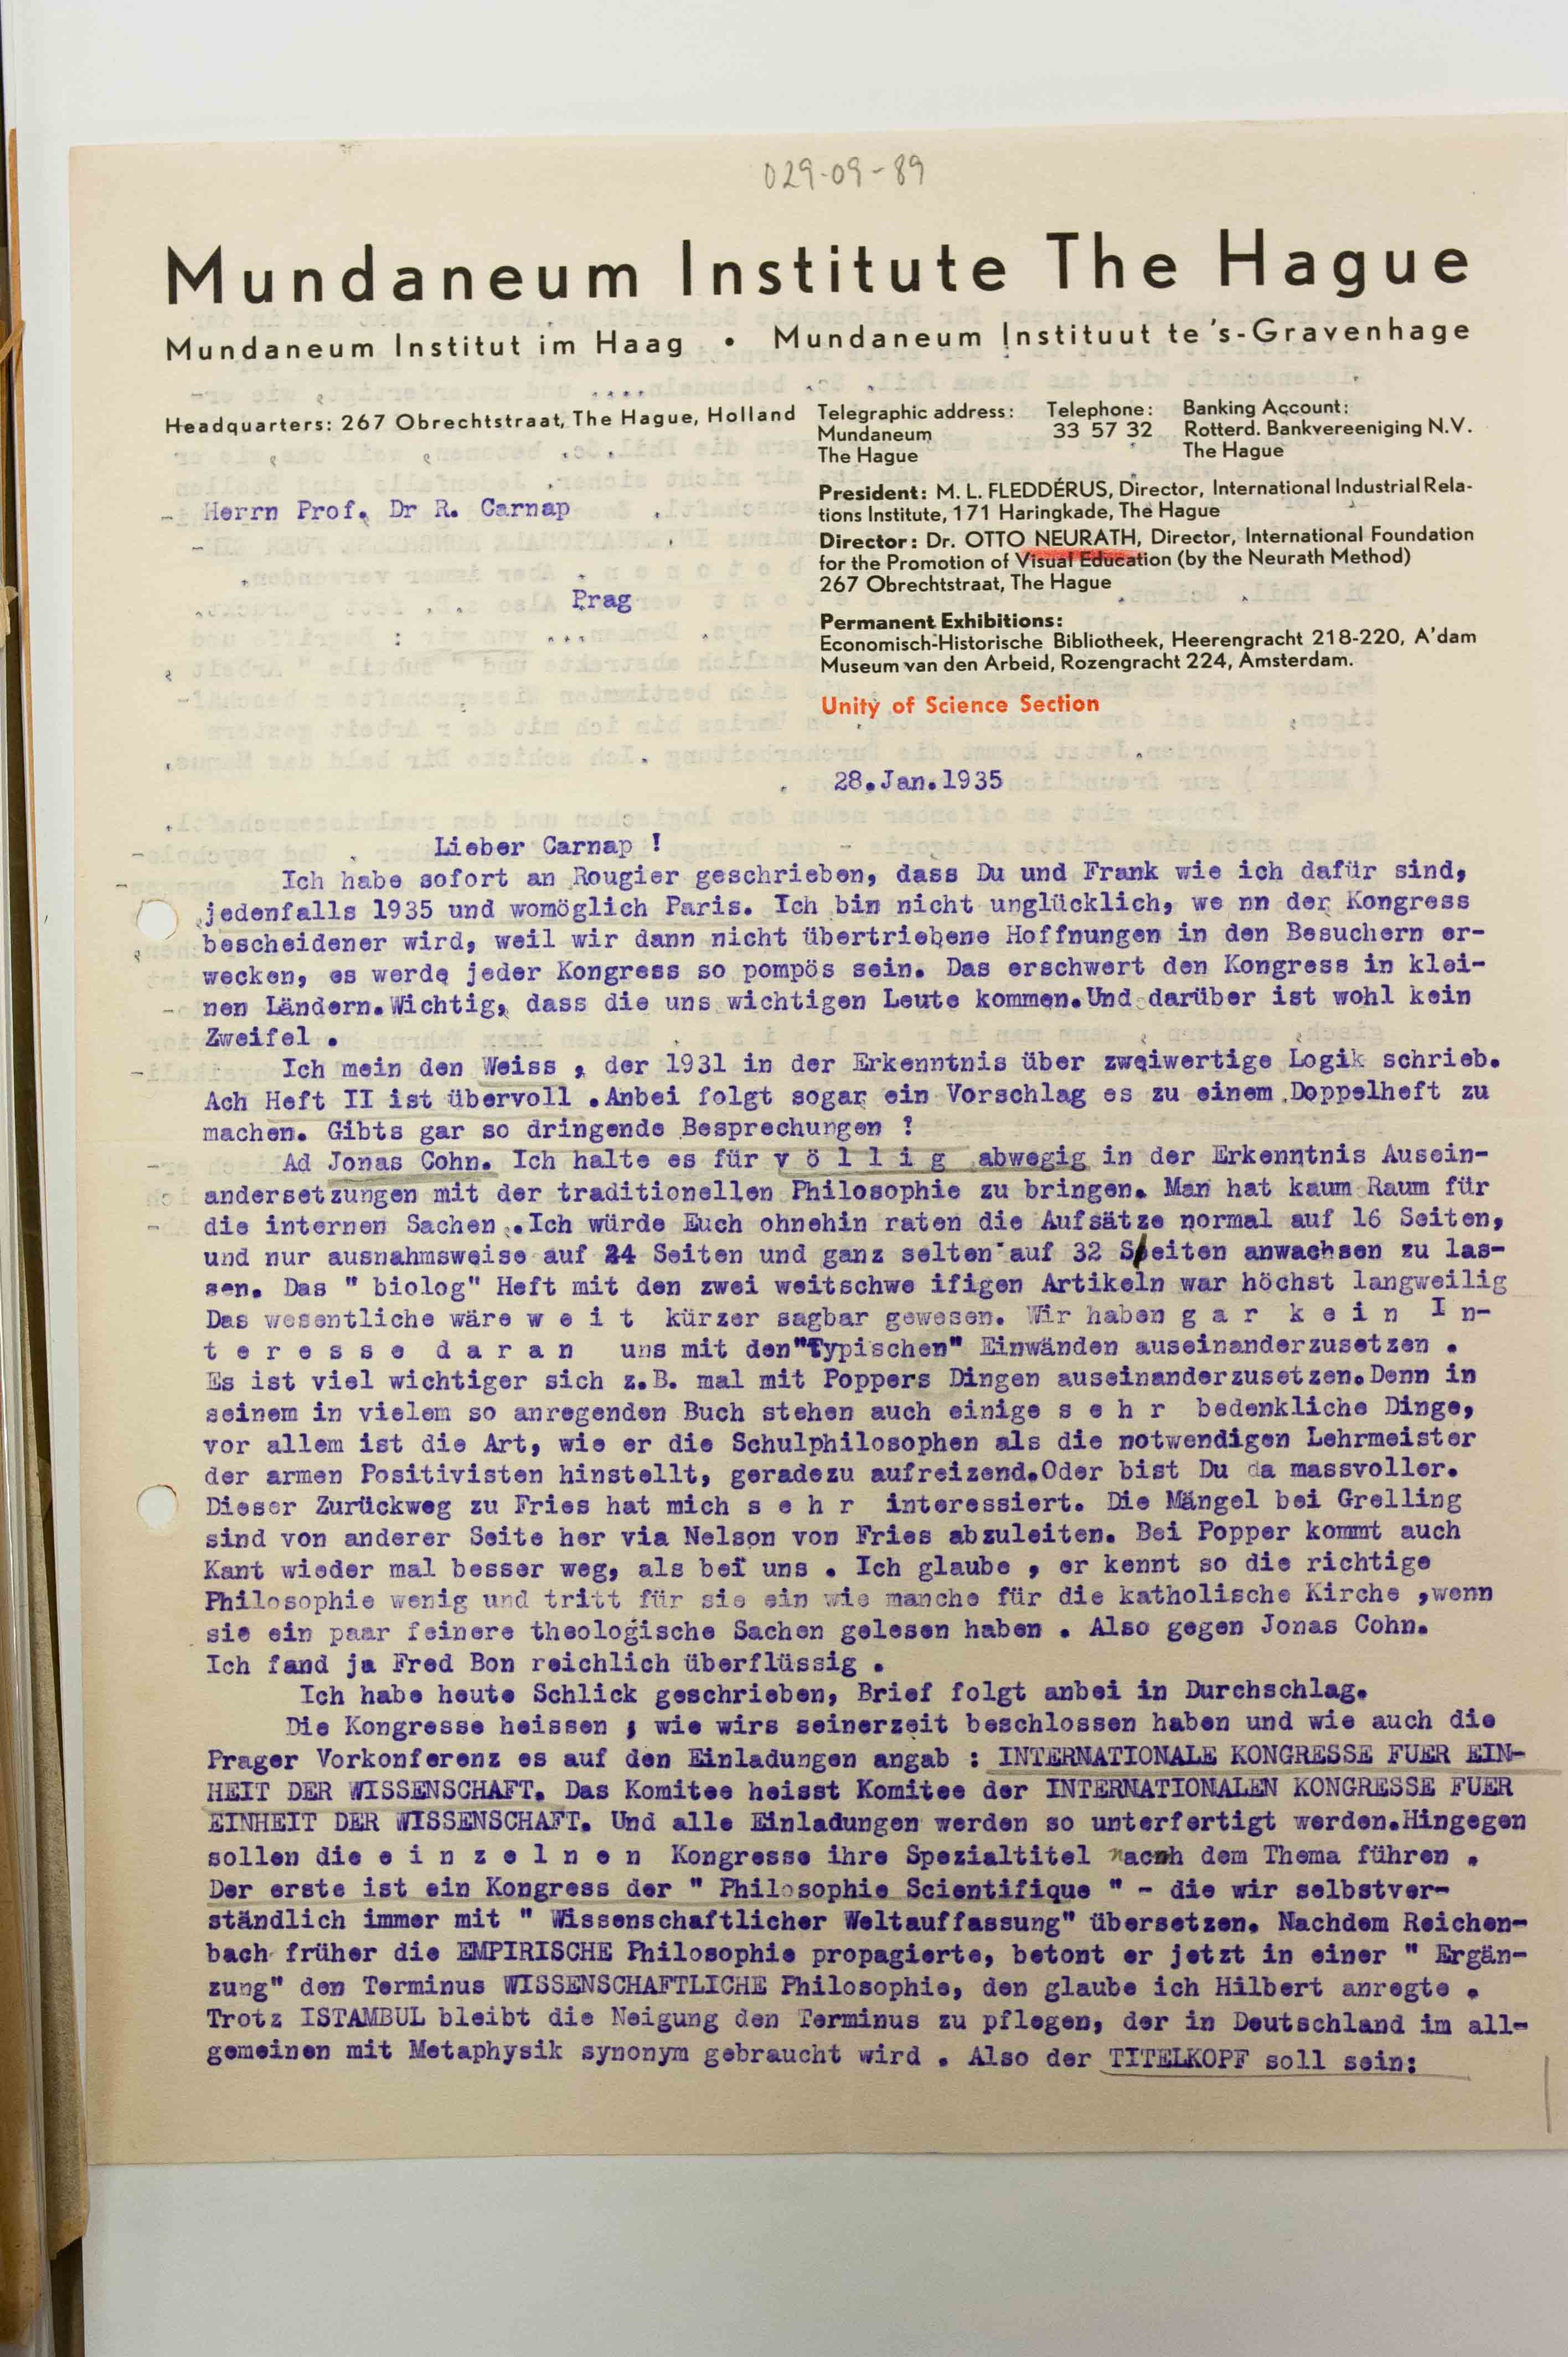 029-09-89
Mundaneum Institute The Hague
Mundaneum Institut im Haag • Mundaneum Instituut te 's-Gravenhage
Headquarters: 267 Obrechtstraat, The Hague, Holland
Telegraphic address:
Mundaneum
The Hague
Telephone:
33 57 32
Banking Account:
Rotterd. Bankvereeniging N.V.
The Hague
President: M. L. FLEDDÉRUS, Director, International Industrial Rela-
tions Institute, 171 Haringkade, The Hague
Director: Dr. OTTO NEURATH, Director, International Foundation
for the Promotion of Visual Education (by the Neurath Method)
267 Obrechtstraat, The Hague
Permanent Exhibitions:
Economisch-Historische Bibliotheek, Heerengracht 218-220, A'dam
Museum van den Arbeid, Rozengracht 224, Amsterdam.
Unity of Science Section
Herrn Prof. Dr R. Carnap
Prag
28.Jan.1935
Lieber Carnap !
Ich habe sofort an Rougier geschrieben, dass Du und Frank wie ich dafür sind,
jedenfalls 1935 und womöglich Paris. Ich bin nicht unglücklich, we nn der Kongress
bescheidener wird, weil wir dann nicht übertriebene Hoffnungen in den Besuchern er-
wecken, es werde jeder Kongress so pompös sein. Das erschwert den Kongress in klei-
nen Ländern.Wichtig, dass die uns wichtigen Leute kommen.Und darüber ist wohl kein
Zweifel .
Ich mein den Weiss , der 1931 in der Erkenntnis über zweiwertige Logik schrieb.
Ach Heft II ist übervoll .Anbei folgt sogar ein Vorschlag es zu einem Doppelheft zu
machen. Gibts gar so dringende Besprechungen ?
Ad Jonas Cohn. Ich halte es für v ö l l i g abwegig in der Erkenntnis Ausein-
andersetzungen mit der traditionellen Philosophie zu bringen. Man hat kaum Raum für
die internen Sachen .Ich würde Euch ohnehin raten die Aufsätze normal auf 16 Seiten,
und nur ausnahmsweise auf 24 Seiten und ganz selten auf 32 Seiten anwachsen zu las-
sen. Das " biolog" Heft mit den zwei weitschwe ifigen Artikeln war höchst langweilig
Das wesentliche wäre w e i t kürzer sagbar gewesen. Wir haben g a r k e i n I n-
t e r e s s e d a r a n uns mit den"typischen" Einwänden auseinanderzusetzen .
Es ist viel wichtiger sich z.B. mal mit Poppers Dingen auseinanderzusetzen.Denn in
seinem in vielem so anregenden Buch stehen auch einige s e h r bedenkliche Dinge,
vor allem ist die Art, wie er die Schulphilosophen als die notwendigen Lehrmeister
der armen Positivisten hinstellt, geradezu aufreizend.Oder bist Du da massvoller.
Dieser Zurückweg zu Fries hat mich s e h r interessiert. Die Mängel bei Grelling
sind von anderer Seite her via Nelson von Fries abzuleiten. Bei Popper kommt auch
Kant wieder mal besser weg, als bei uns . Ich glaube , er kennt so die richtige
Philosophie wenig und tritt für sie ein wie manche für die katholische Kirche ,wenn
sie ein paar feinere theologische Sachen gelesen haben . Also gegen Jonas Cohn.
Ich fand ja Fred Bon reichlich überflüssig .
Ich habe heute Schlick geschrieben, Brief folgt anbei in Durchschlag.
Die Kongresse heissen , wie wirs seinerzeit beschlossen haben und wie auch die
Prager Vorkonferenz es auf den Einladungen angab : INTERNATIONALE KONGRESSE FUER EIN-
HEIT DER WISSENSCHAFT. Das Komitee heisst Komitee der INTERNATIONALEN KONGRESSE FUER
EINHEIT DER WISSENSCHAFT. Und alle Einladungen werden so unterfertigt werden.Hingegen
sollen die e i n z e l n e n Kongresse ihre Spezialtitel nach dem Thema führen .
Der erste ist ein Kongress der " Philosophie Scientifique " - die wir selbstver-
ständlich immer mit " Wissenschaftlicher Weltauffassung" übersetzen. Nachdem Reichen-
bach früher die EMPIRISCHE Philosophie propagierte, betont er jetzt in einer " Ergän-
zung" den Terminus WISSENSCHAFTLICHE Philosophie, den glaube ich Hilbert anregte .
Trotz ISTAMBUL bleibt die Neigung den Terminus zu pflegen, der in Deutschland im all-
gemeinen mit Metaphysik synonym gebraucht wird . Also der TITELKOPF soll sein: